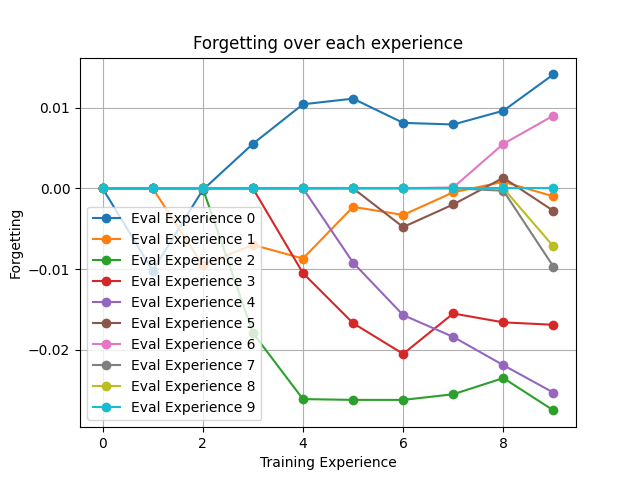 Forgetting over each experience
0.01
0.00
−0.01
−0.02
Forgetting
Eval Experience 0
Eval Experience 1
Eval Experience 2
Eval Experience 3
Eval Experience 4
Eval Experience 5
Eval Experience 6
Eval Experience 7
Eval Experience 8
Eval Experience 9
0 2 4 6 8
Training Experience